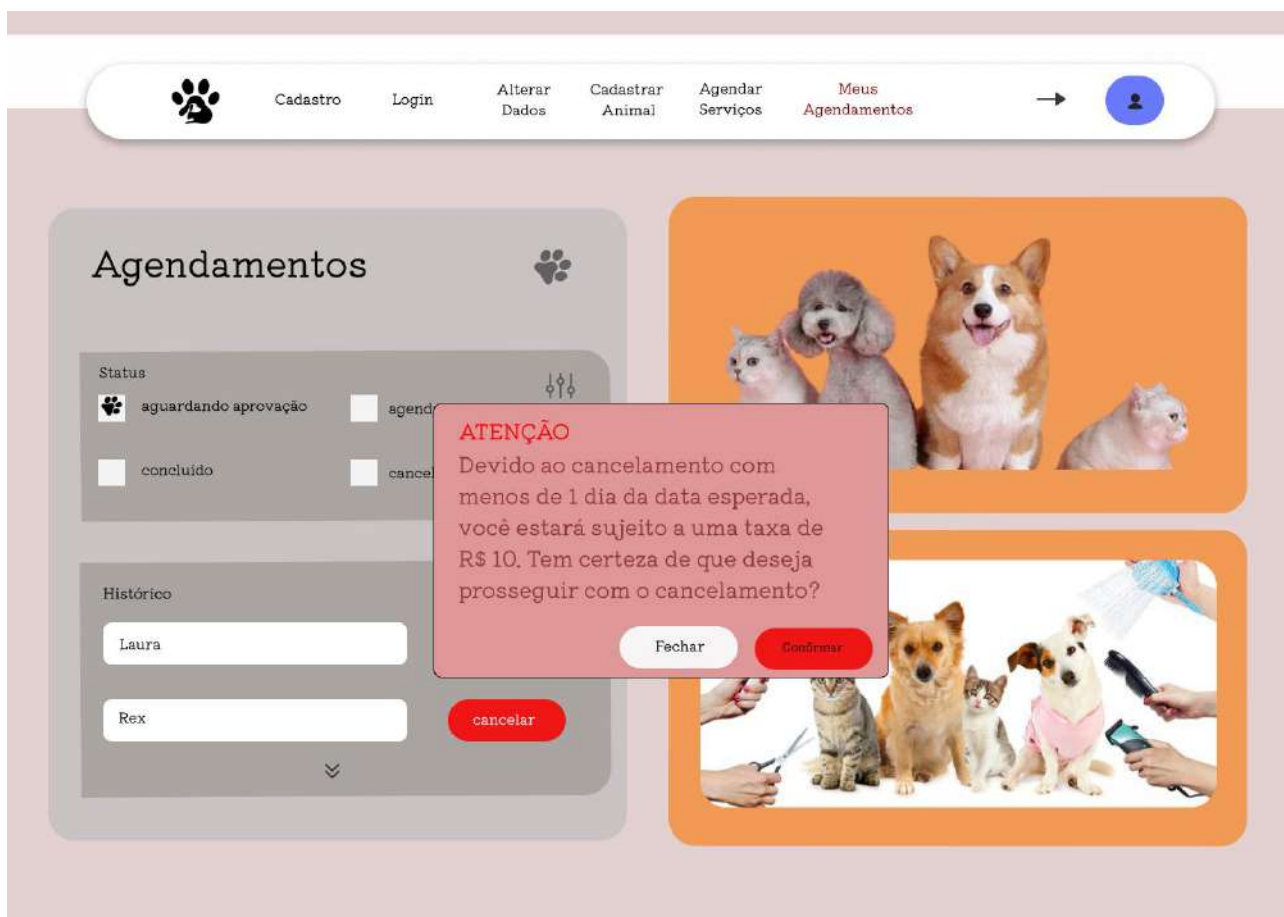 Cadastro
Login
Alterar
Dados
Cadastrar
Animal
Agendar
Serviços
Meus
Agendamentos
Agendamentos
Status
aguardando aprovação
agend
concluido
cancel
ATENÇÃO
Devido ao cancelamento com
menos de 1 dia da data esperada,
você estará sujeito a uma taxa de
R$ 10. Tem certeza de que deseja
prosseguir com o cancelamento?
Fechar
Confirmar
Histórico
Laura
Rex
cancelar